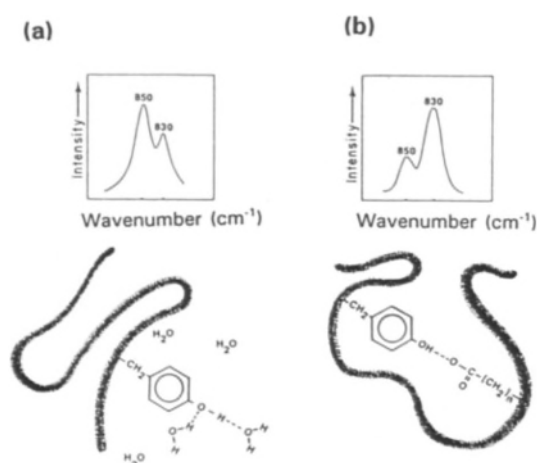 (a)
850
830
Intensity
Wavenumber (cm⁻¹)
H₂O
H₂O
CH₂
O
H
H
O
H
O
H
H
H₂O
(b)
850
830
Intensity
Wavenumber (cm⁻¹)
CH₂
OH
O
C
(CH₂)ₙ
O